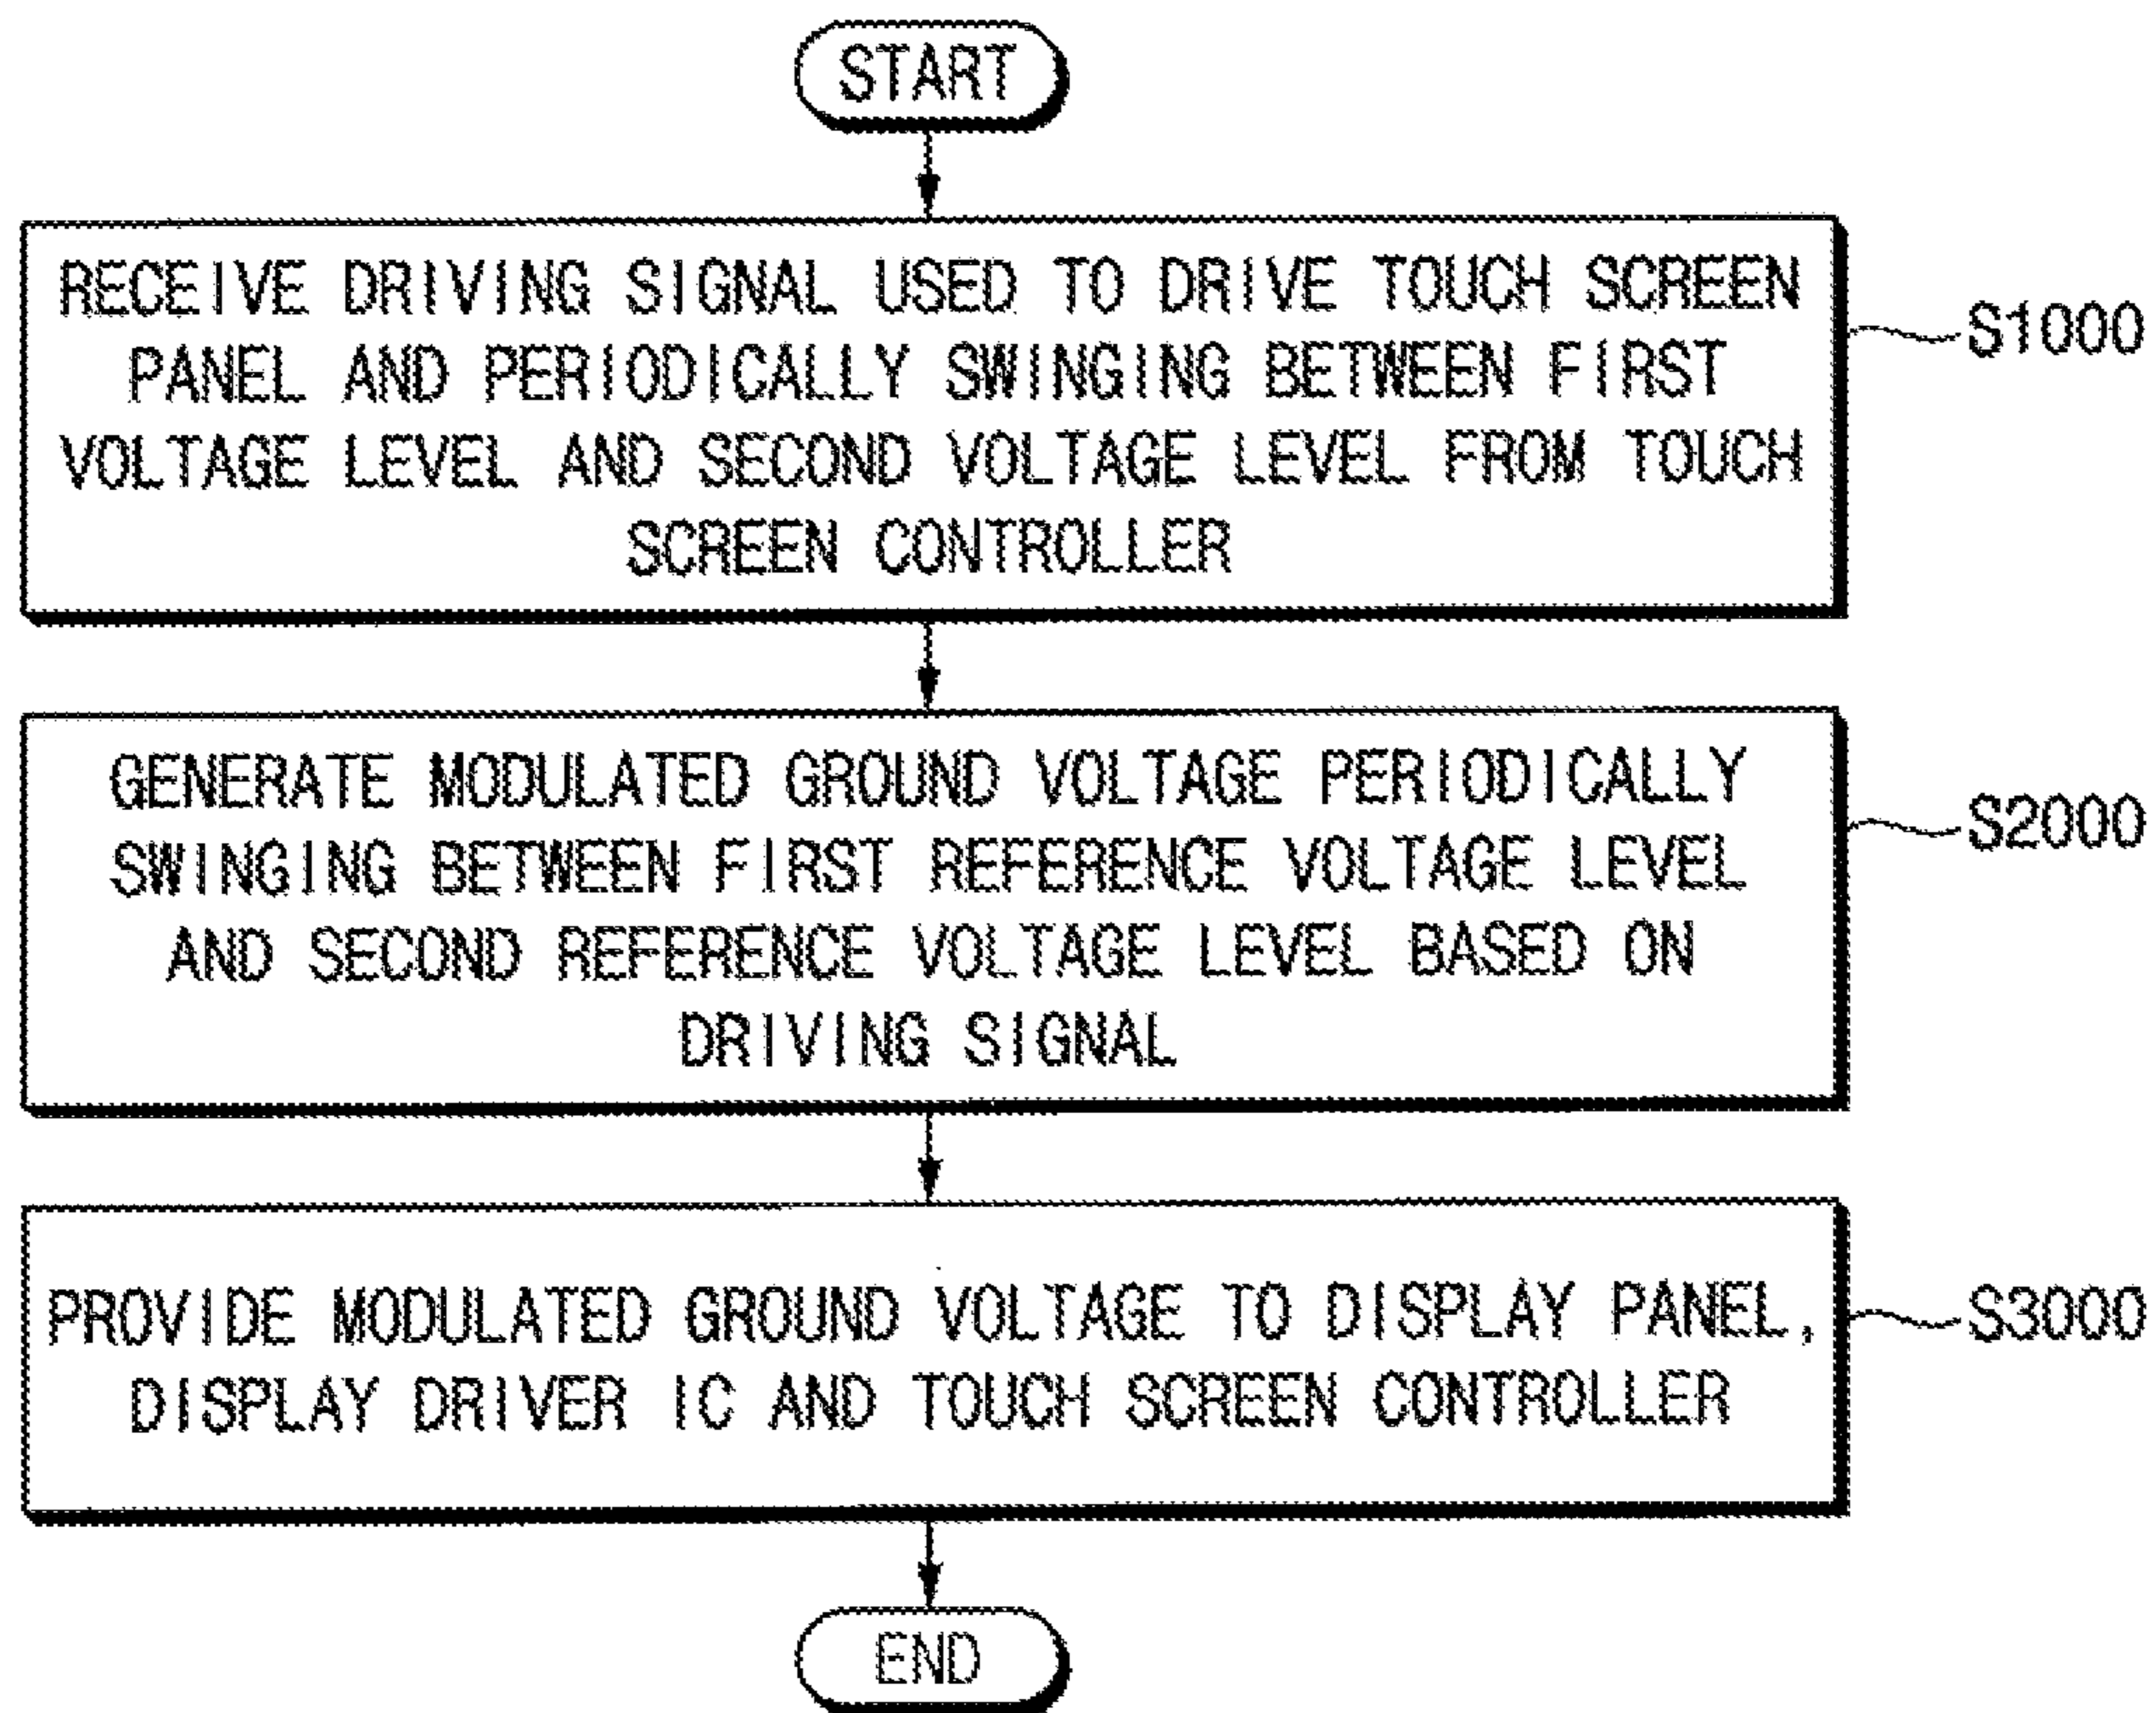 START
RECEIVE DRIVING SIGNAL USED TO DRIVE TOUCH SCREEN
PANEL AND PERIODICALLY SWINGING BETWEEN FIRST
VOLTAGE LEVEL AND SECOND VOLTAGE LEVEL FROM TOUCH
SCREEN CONTROLLER
S1000
GENERATE MODULATED GROUND VOLTAGE PERIODICALLY
SWINGING BETWEEN FIRST REFERENCE VOLTAGE LEVEL
AND SECOND REFERENCE VOLTAGE LEVEL BASED ON
DRIVING SIGNAL
S2000
PROVIDE MODULATED GROUND VOLTAGE TO DISPLAY PANEL,
DISPLAY DRIVER IC AND TOUCH SCREEN CONTROLLER
S3000
END